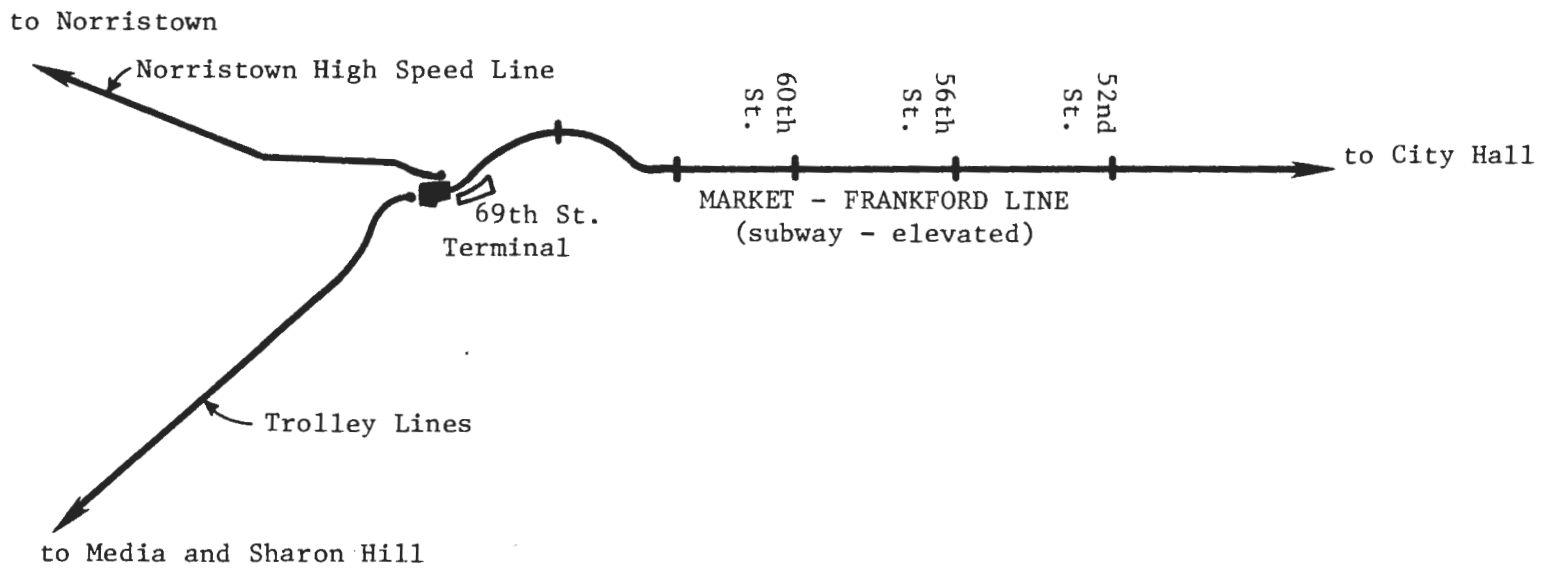 to Norristown
Norristown High Speed Line
60th
St.
56th
St.
52nd
St.
to City Hall
MARKET - FRANKFORD LINE
(subway - elevated)
69th St.
Terminal
Trolley Lines
to Media and Sharon Hill